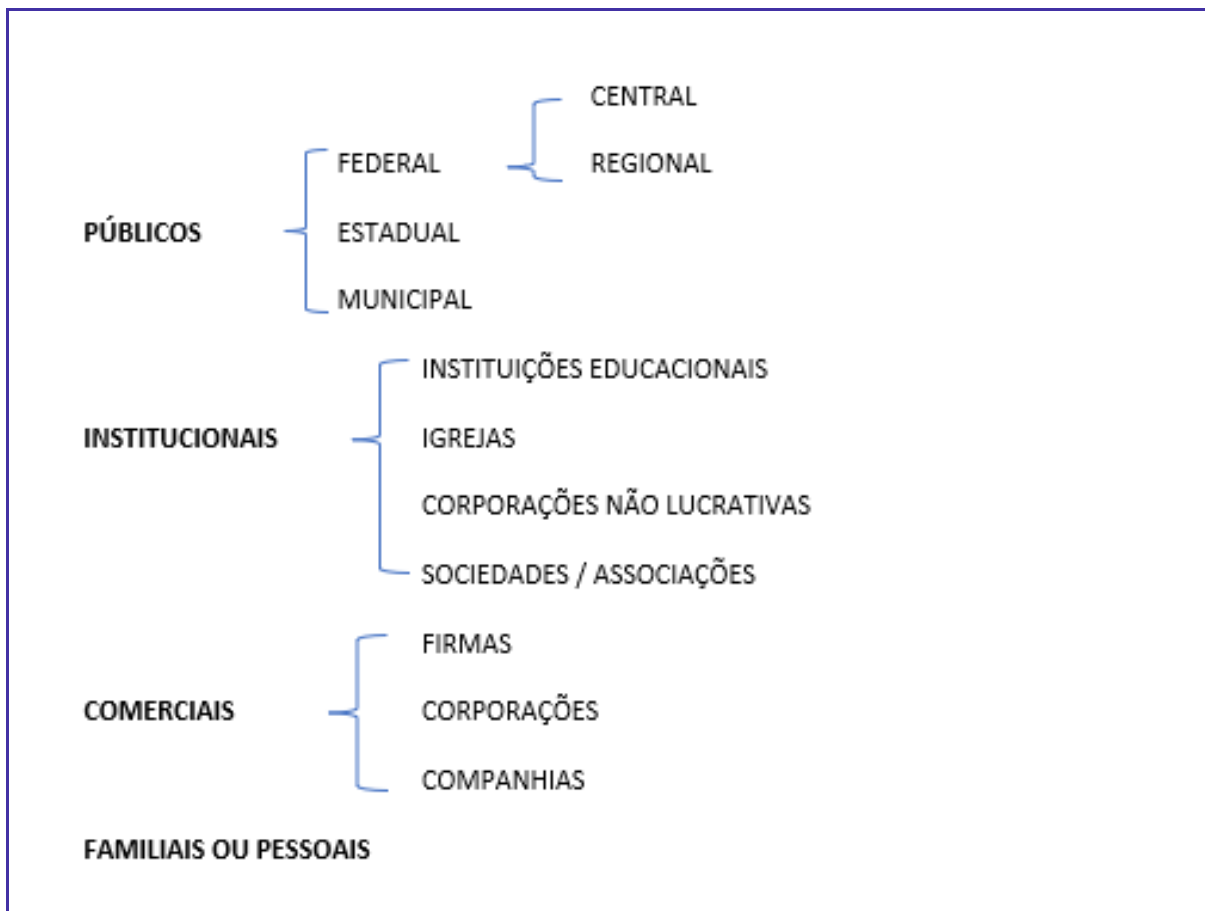 CENTRAL
FEDERAL REGIONAL
PÚBLICOS ESTADUAL
MUNICIPAL
INSTITUIÇÕES EDUCACIONAIS
INSTITUCIONAIS IGREJAS
CORPORAÇÕES NÃO LUCRATIVAS
SOCIEDADES / ASSOCIAÇÕES
FIRMAS
COMERCIAIS CORPORAÇÕES
COMPANHIAS
FAMILIAIS OU PESSOAIS